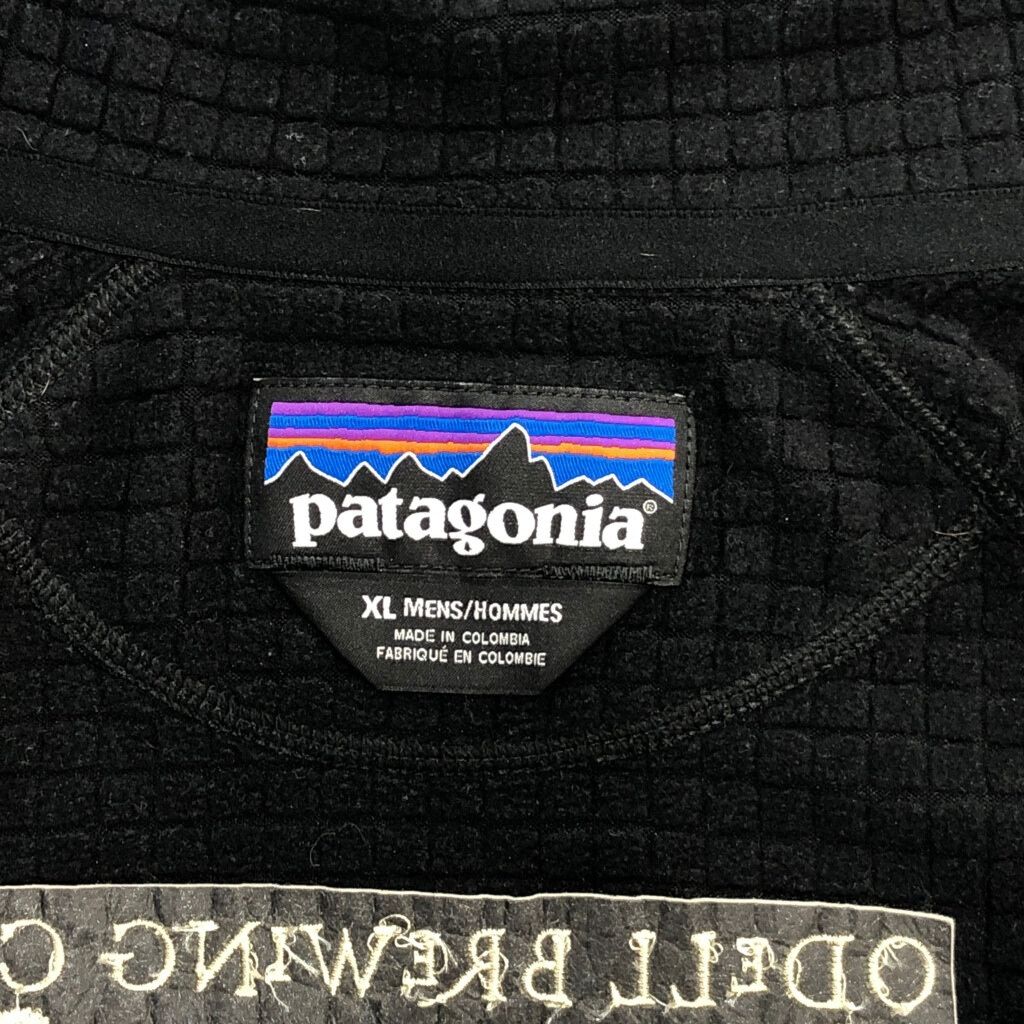 patagonia®
XL MENS/HOMMES
MADE IN COLOMBIA
FABRIQUÉ EN COLOMBIE
ODELL BREWING C